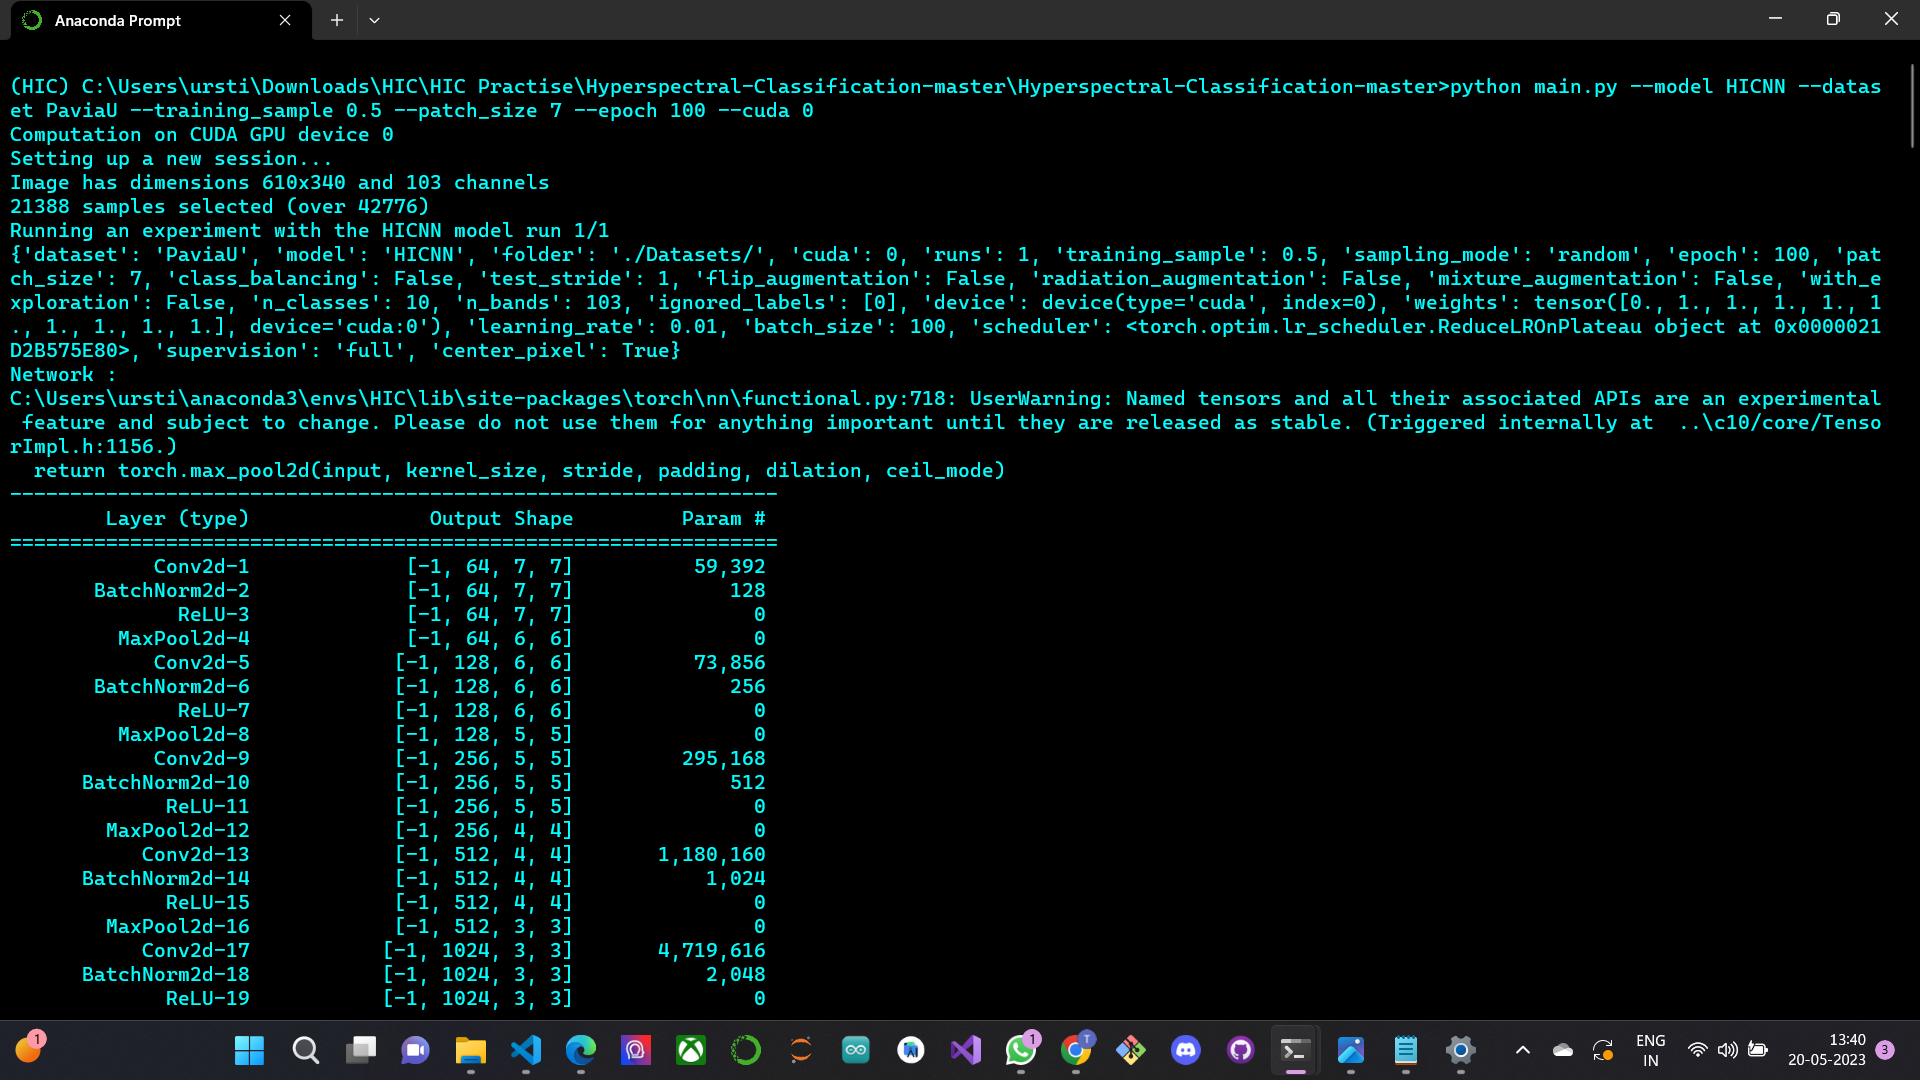 Anaconda Prompt
(HIC) C:\Users\ursti\Downloads\HIC\HIC Practise\Hyperspectral-Classification-master\Hyperspectral-Classification-master>python main.py --model HICNN --datas
et PaviaU --training_sample 0.5 --patch_size 7 --epoch 100 --cuda 0
Computation on CUDA GPU device 0
Setting up a new session...
Image has dimensions 610x340 and 103 channels
21388 samples selected (over 42776)
Running an experiment with the HICNN model run 1/1
{'dataset': 'PaviaU', 'model': 'HICNN', 'folder': './Datasets/', 'cuda': 0, 'runs': 1, 'training_sample': 0.5, 'sampling_mode': 'random', 'epoch': 100, 'pat
ch_size': 7, 'class_balancing': False, 'test_stride': 1, 'flip_augmentation': False, 'radiation_augmentation': False, 'mixture_augmentation': False, 'with_e
xploration': False, 'n_classes': 10, 'n_bands': 103, 'ignored_labels': [0], 'device': device(type='cuda', index=0), 'weights': tensor([0., 1., 1., 1., 1., 1
., 1., 1., 1., 1.], device='cuda:0'), 'learning_rate': 0.01, 'batch_size': 100, 'scheduler': <torch.optim.lr_scheduler.ReduceLROnPlateau object at 0x0000021
D2B575E80>, 'supervision': 'full', 'center_pixel': True}
Network :
C:\Users\ursti\anaconda3\envs\HIC\lib\site-packages\torch\nn\functional.py:718: UserWarning: Named tensors and all their associated APIs are an experimental
 feature and subject to change. Please do not use them for anything important until they are released as stable. (Triggered internally at  ..\c10/core/Tenso
rImpl.h:1156.)
  return torch.max_pool2d(input, kernel_size, stride, padding, dilation, ceil_mode)
----------------------------------------------------------------
Layer (type) Output Shape Param #
================================================================
Conv2d-1 [-1, 64, 7, 7] 59,392
BatchNorm2d-2 [-1, 64, 7, 7] 128
ReLU-3 [-1, 64, 7, 7] 0
MaxPool2d-4 [-1, 64, 6, 6] 0
Conv2d-5 [-1, 128, 6, 6] 73,856
BatchNorm2d-6 [-1, 128, 6, 6] 256
ReLU-7 [-1, 128, 6, 6] 0
MaxPool2d-8 [-1, 128, 5, 5] 0
Conv2d-9 [-1, 256, 5, 5] 295,168
BatchNorm2d-10 [-1, 256, 5, 5] 512
ReLU-11 [-1, 256, 5, 5] 0
MaxPool2d-12 [-1, 256, 4, 4] 0
Conv2d-13 [-1, 512, 4, 4] 1,180,160
BatchNorm2d-14 [-1, 512, 4, 4] 1,024
ReLU-15 [-1, 512, 4, 4] 0
MaxPool2d-16 [-1, 512, 3, 3] 0
Conv2d-17 [-1, 1024, 3, 3] 4,719,616
BatchNorm2d-18 [-1, 1024, 3, 3] 2,048
ReLU-19 [-1, 1024, 3, 3] 0
1
1
T
ENG
IN
13:40
20-05-2023
3